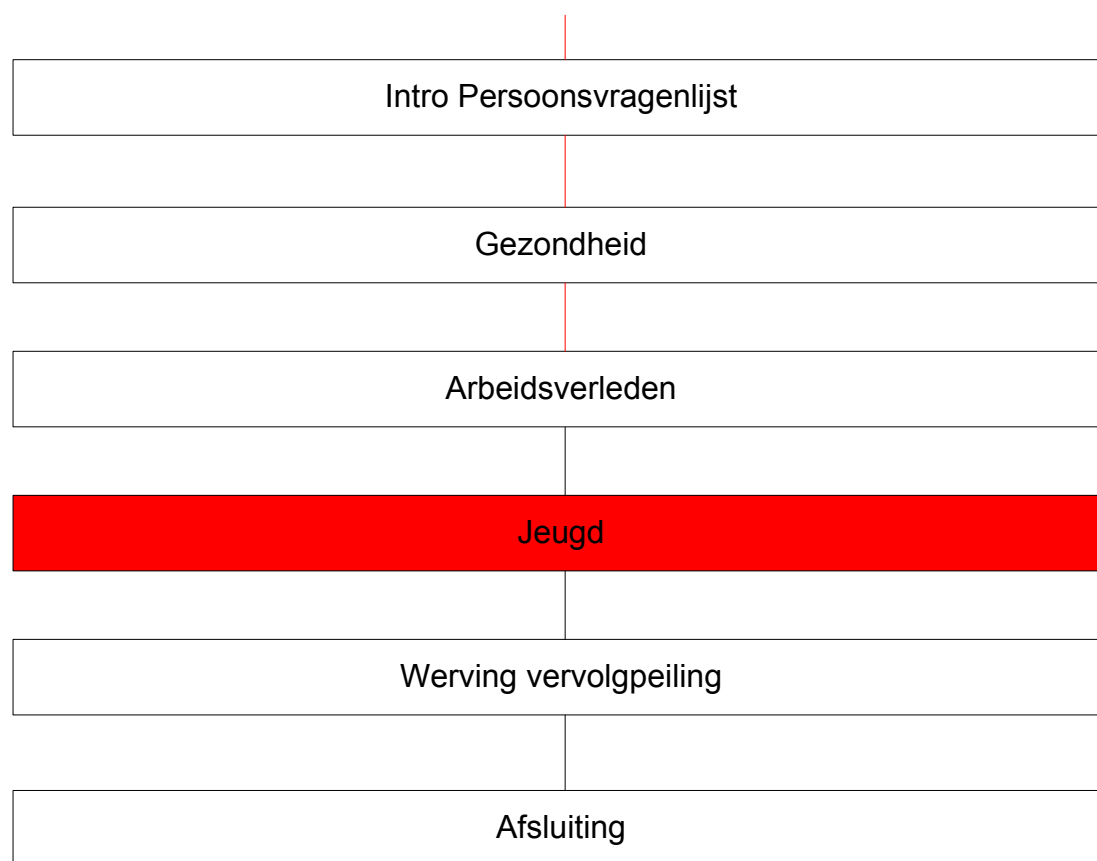 Intro Persoonsvragenlijst
Gezondheid
Arbeidsverleden
Jeugd
Werving vervolgpeiling
Afsluiting